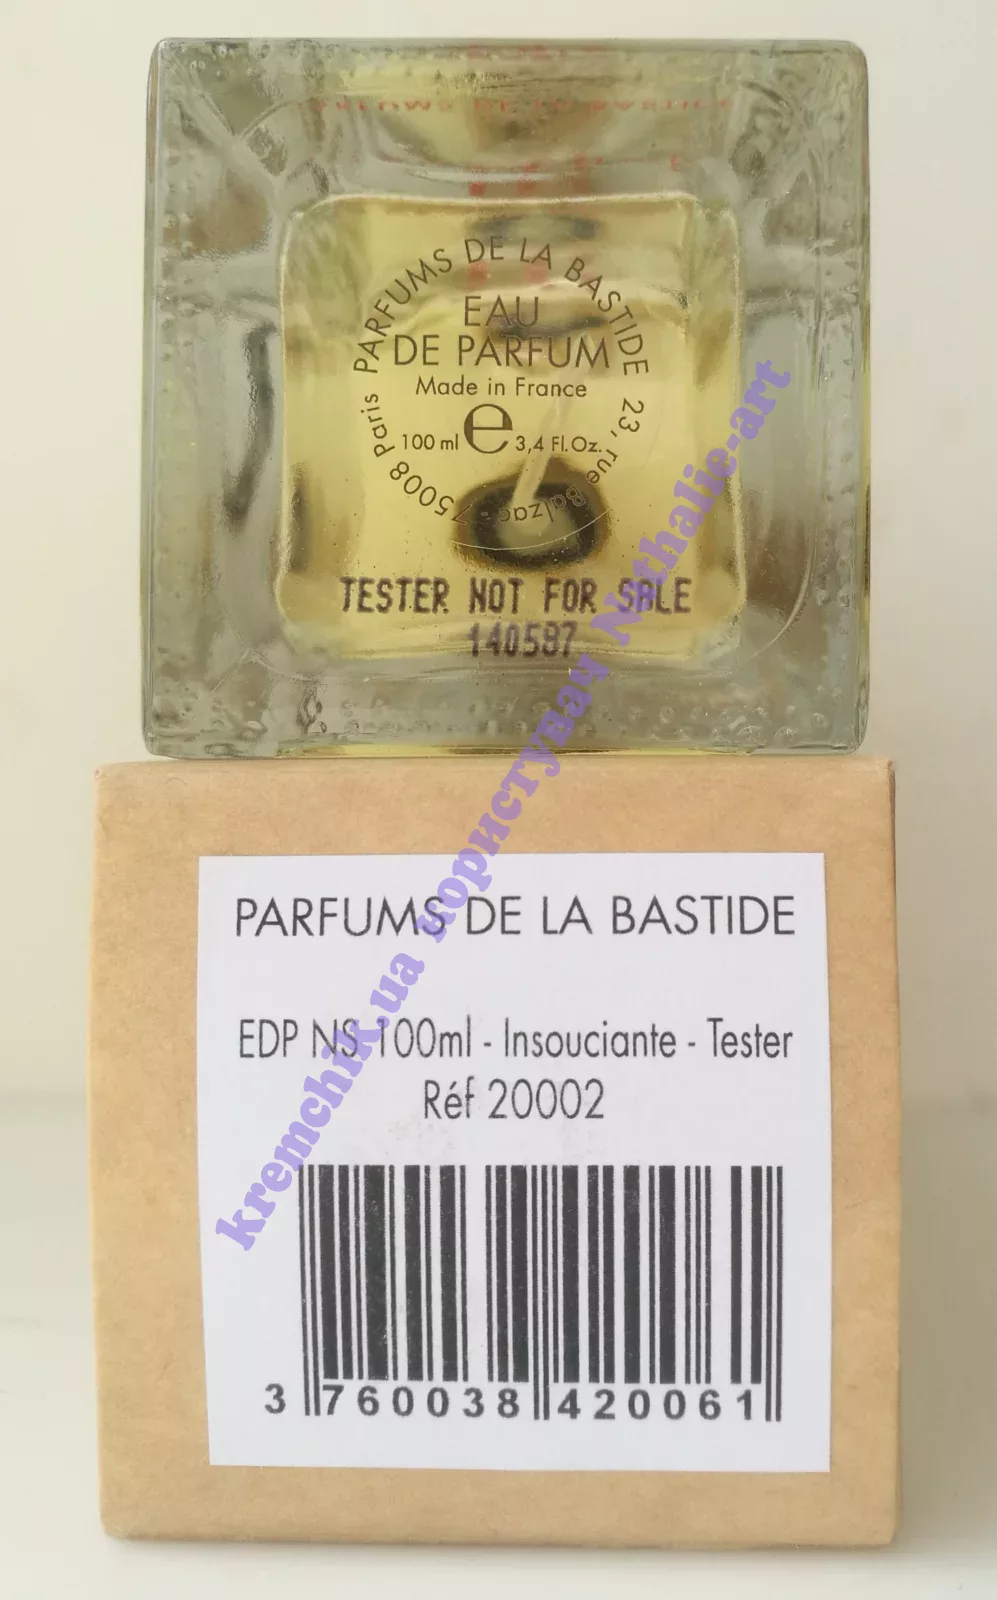 PARFUMS DE LA BASTIDE 23, rue Balzac - 75008 Paris
EAU
DE PARFUM
Made in France
100 ml e 3,4 Fl.Oz.
TESTER NOT FOR SALE
140587
PARFUMS DE LA BASTIDE
EDP NS 100ml - Insouciante - Tester
Réf 20002
3 760038 420061
kremchik.ua користувач Nathalie-art